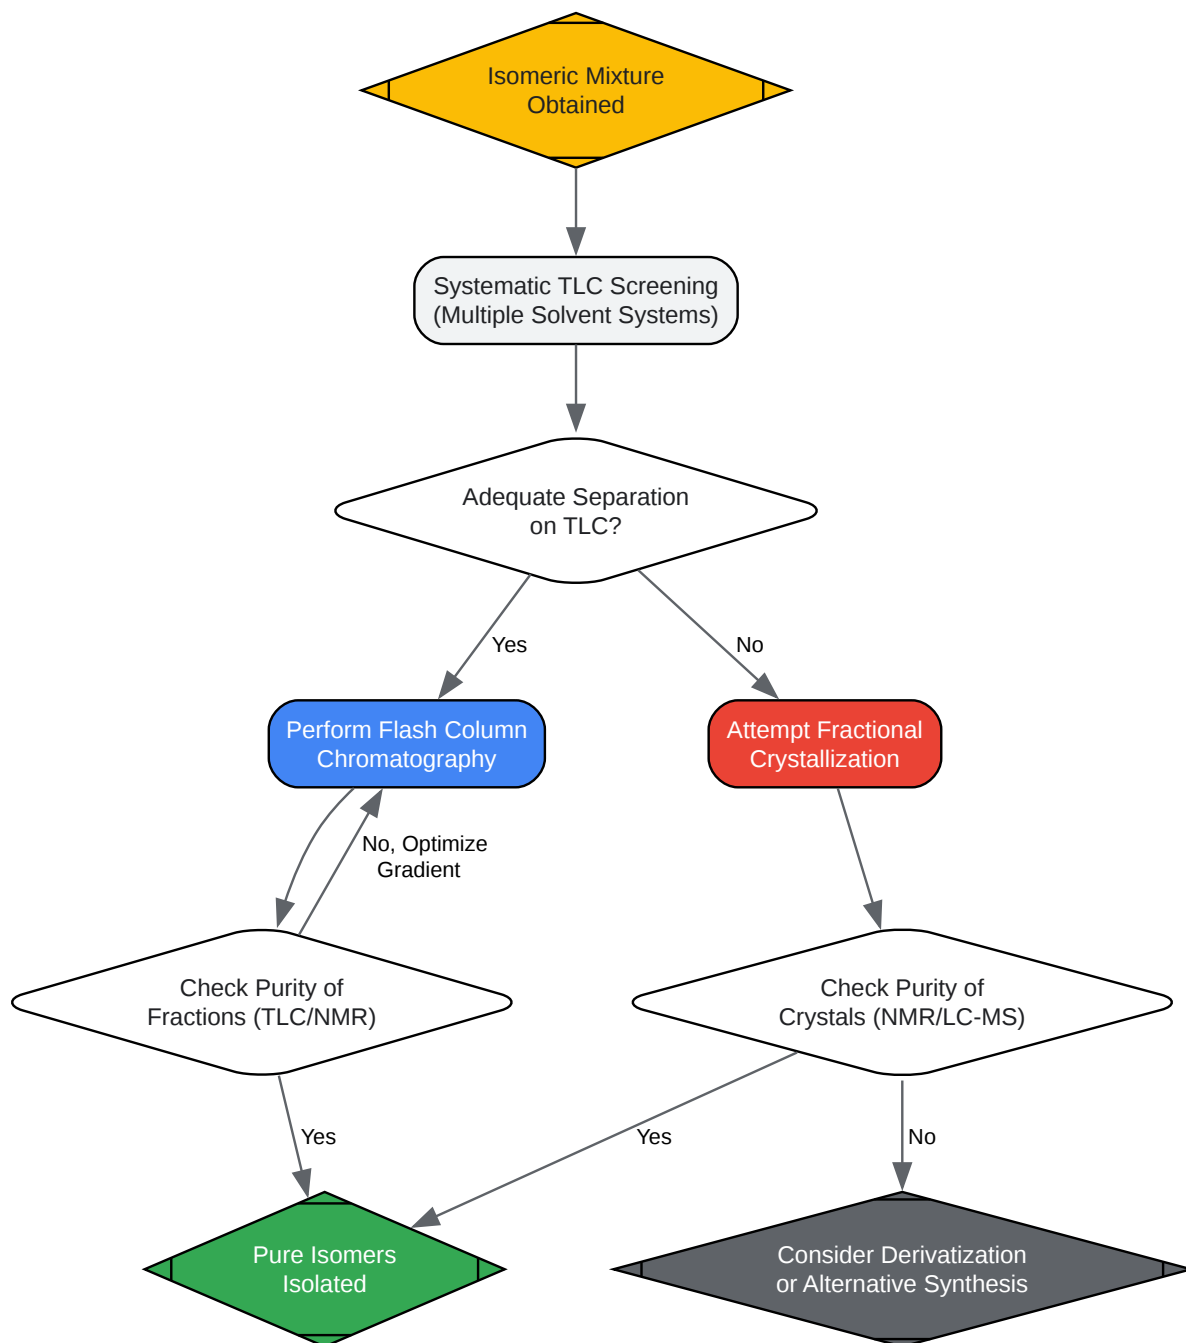 Isomeric Mixture
Obtained
Systematic TLC Screening
(Multiple Solvent Systems)
Adequate Separation
on TLC?
Yes
No
Perform Flash Column
Chromatography
Attempt Fractional
Crystallization
No, Optimize
Gradient
Check Purity of
Fractions (TLC/NMR)
Check Purity of
Crystals (NMR/LC-MS)
Yes
Yes
No
Pure Isomers
Isolated
Consider Derivatization
or Alternative Synthesis